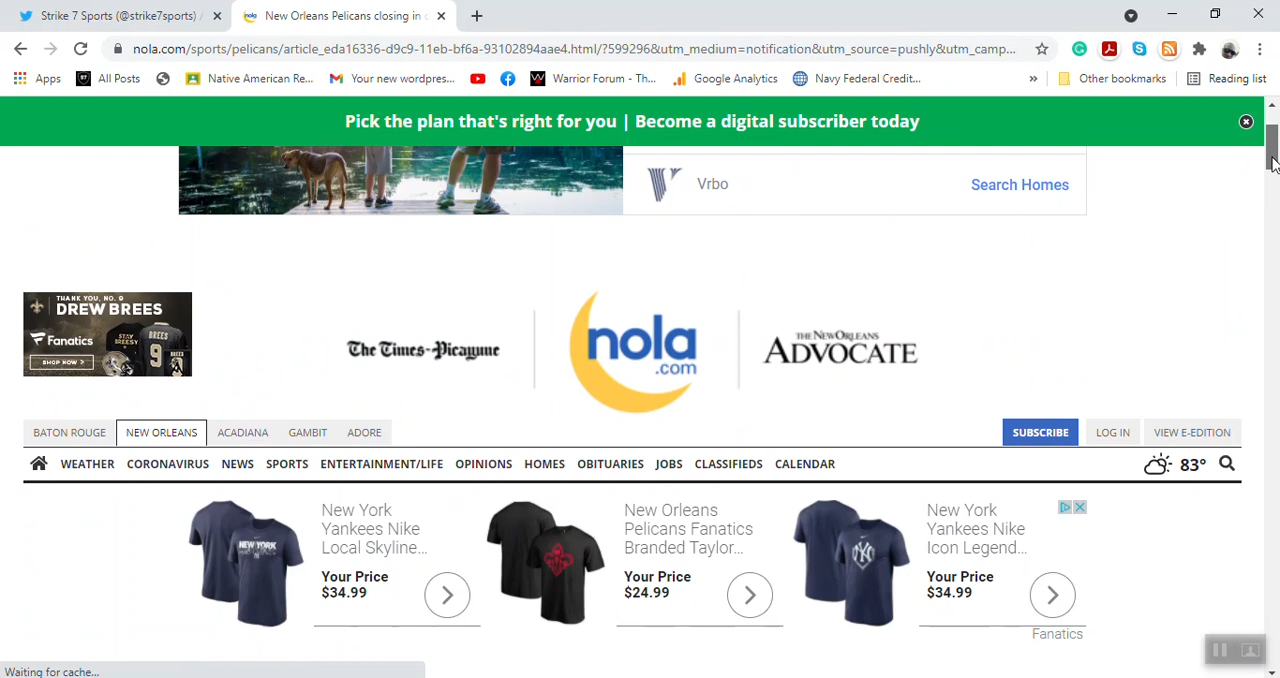 Strike 7 Sports (@strike7sports)
New Orleans Pelicans closing in
nola.com/sports/pelicans/article_eda16336-d9c9-11eb-bf6a-93102894aae4.html/?599296&utm_medium=notification&utm_source=pushly&utm_camp...
Apps All Posts Native American Re... Your new wordpres... Warrior Forum - Th... Google Analytics Navy Federal Credit... » Other bookmarks Reading list
Pick the plan that's right for you | Become a digital subscriber today
Vrbo Search Homes
THANK YOU, NO. 9
DREW BREES
Fanatics
SHOP NOW >
STAY
BREESY
BREES
9
The Times-Picayune
nola
.com
THE NEW ORLEANS
ADVOCATE
BATON ROUGE NEW ORLEANS ACADIANA GAMBIT ADORE SUBSCRIBE LOG IN VIEW E-EDITION
WEATHER CORONAVIRUS NEWS SPORTS ENTERTAINMENT/LIFE OPINIONS HOMES OBITUARIES JOBS CLASSIFIEDS CALENDAR 83°
New York
Yankees Nike
Local Skyline...
Your Price
$34.99
NEW YORK
New Orleans
Pelicans Fanatics
Branded Taylor...
Your Price
$24.99
New York
Yankees Nike
Icon Legend...
Your Price
$34.99
Fanatics
Waiting for cache...